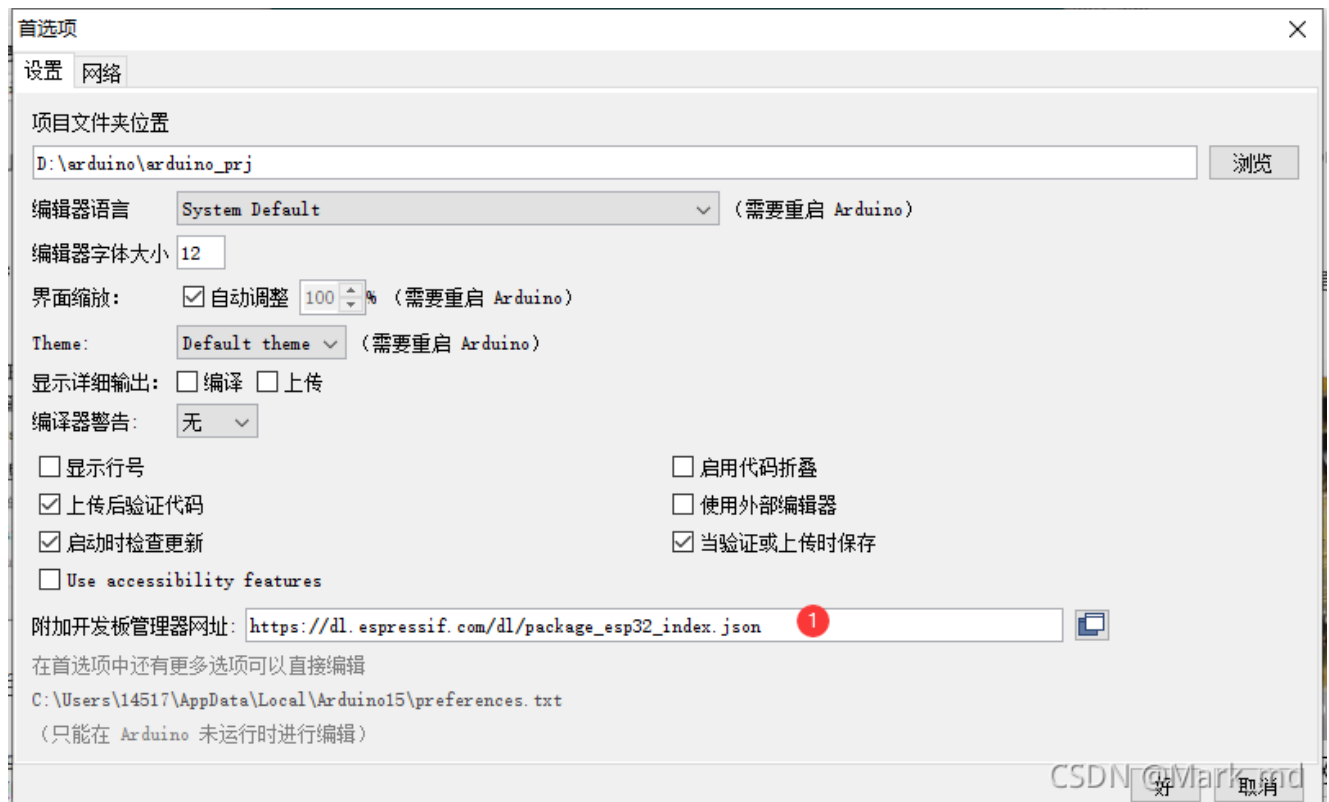 首选项
设置 网络
项目文件夹位置
D:\arduino\arduino_prj 浏览
编辑器语言 System Default (需要重启 Arduino)
编辑器字体大小 12
界面缩放: 自动调整 100 % (需要重启 Arduino)
Theme: Default theme (需要重启 Arduino)
显示详细输出: 编译 上传
编译器警告: 无
显示行号 启用代码折叠
上传后验证代码 使用外部编辑器
启动时检查更新 当验证或上传时保存
Use accessibility features
附加开发板管理器网址: https://dl.espressif.com/dl/package_esp32_index.json 1
在首选项中还有更多选项可以直接编辑
C:\Users\14517\AppData\Local\Arduino15\preferences.txt
(只能在 Arduino 未运行时进行编辑)
好 取消
CSDN @Mark_md